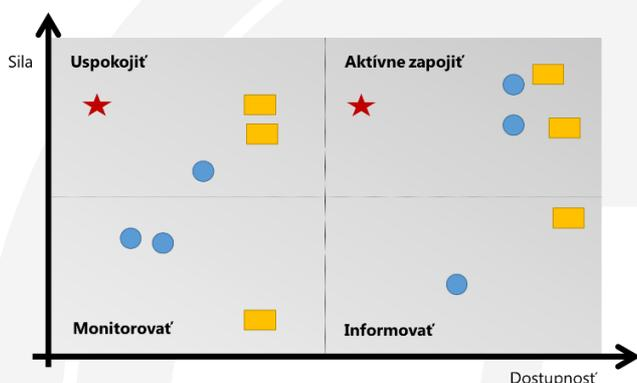 Sila
Uspokojiť
Aktívne zapojiť
Monitorovať
Informovať
Dostupnosť